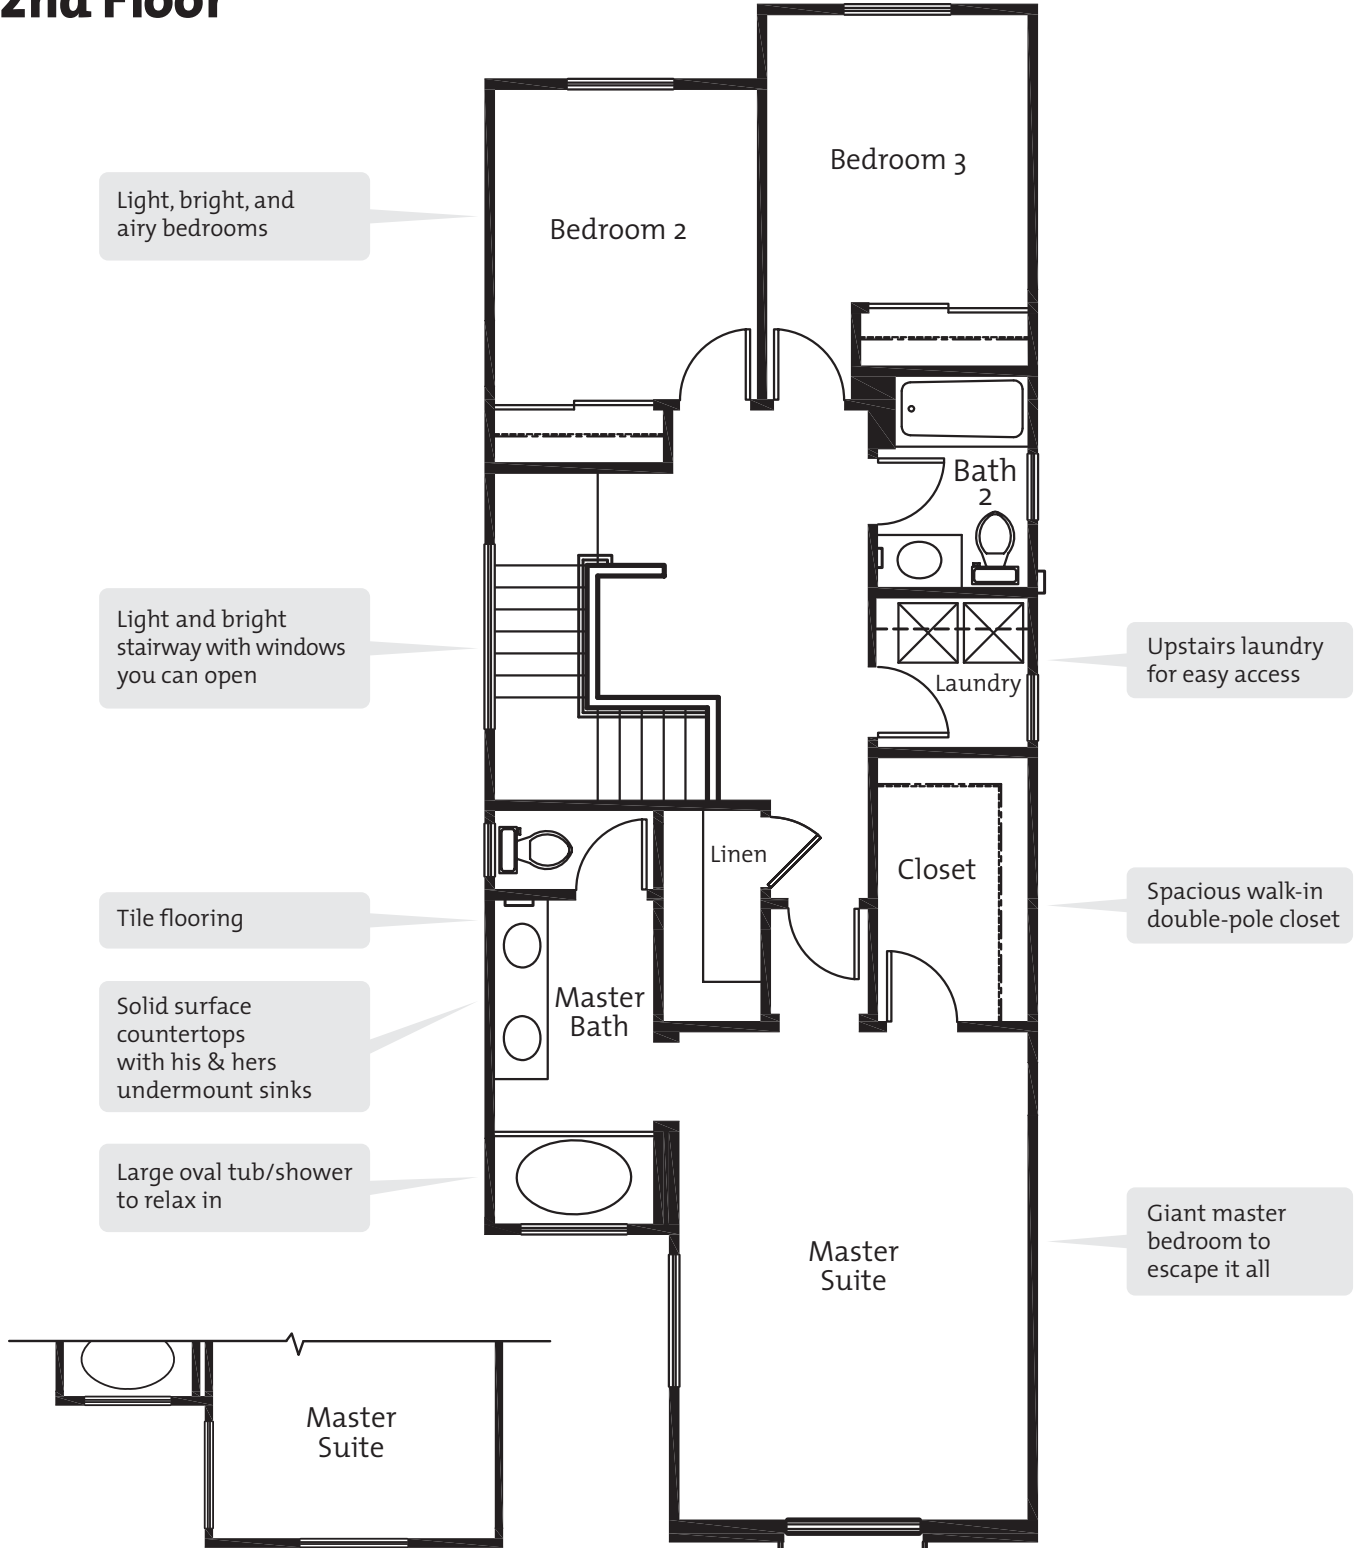 2nd Floor
Bedroom 3
Light, bright, and
airy bedrooms
Bedroom 2
Bath
2
Light and bright
stairway with windows
you can open
Upstairs laundry
for easy access
Laundry
Linen
Closet
Spacious walk-in
double-pole closet
Tile flooring
Solid surface
countertops
with his & hers
undermount sinks
Master
Bath
Large oval tub/shower
to relax in
Giant master
bedroom to
escape it all
Master
Suite
Master
Suite